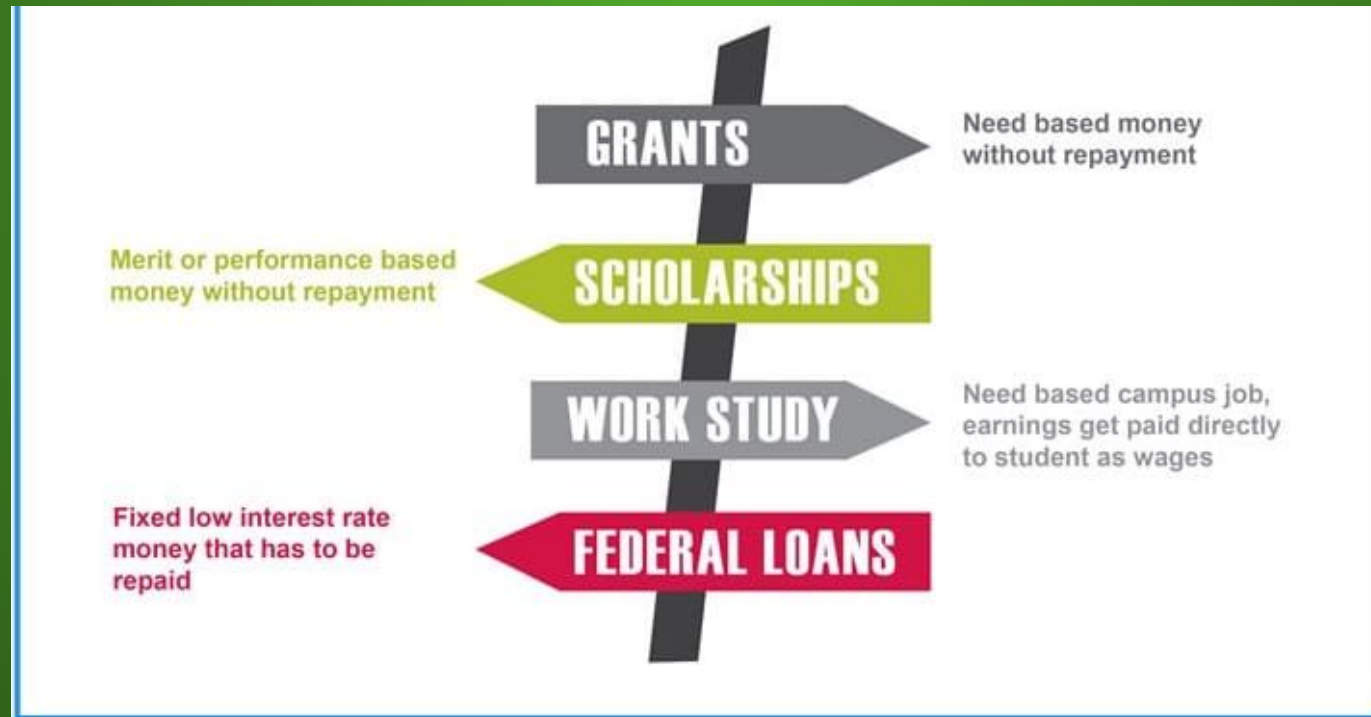 GRANTS
Need based money
without repayment
Merit or performance based
money without repayment
SCHOLARSHIPS
WORK STUDY
Need based campus job,
earnings get paid directly
to student as wages
Fixed low interest rate
money that has to be
repaid
FEDERAL LOANS